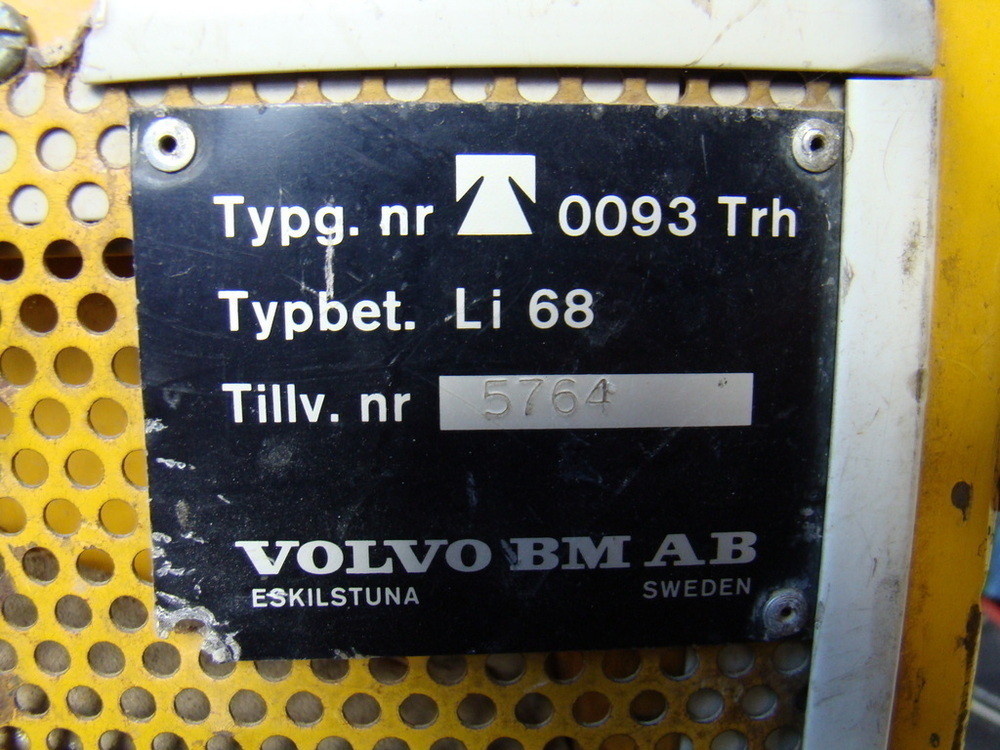 Typg. nr 0093 Trh
Typbet. Li 68
Tillv. nr 5764
VOLVO BM AB
ESKILSTUNA SWEDEN